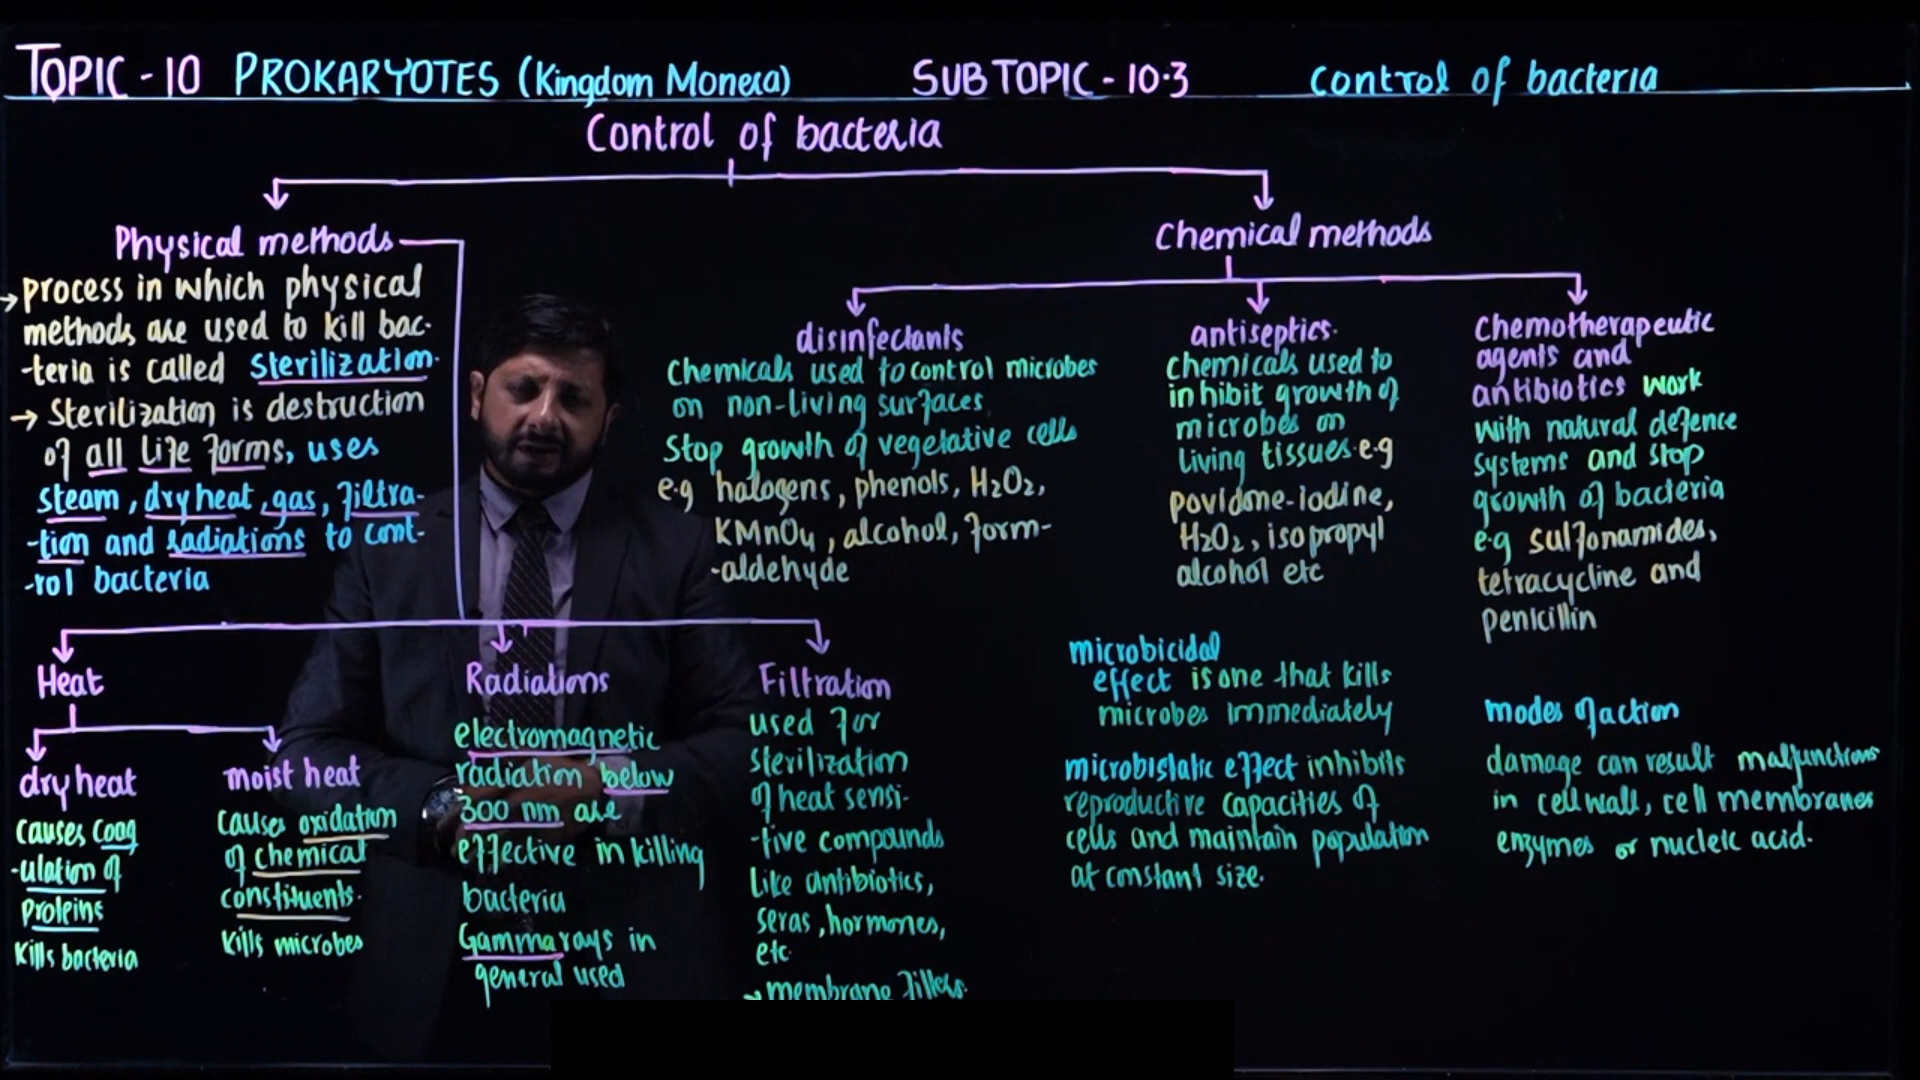 TOPIC - 10 PROKARYOTES (Kingdom Monera) SUBTOPIC - 10.3 Control of bacteria
Control of bacteria
Physical methods
→ process in which physical
methods are used to kill bac-
-teria is called sterilization.
→ Sterilization is destruction
of all life forms, uses
steam, dry heat, gas, filtra-
-tion and radiations to cont-
-rol bacteria
Heat
dry heat
causes coag
-ulation of
proteins
kills bacteria
moist heat
causes oxidation
of chemical
constituents.
kills microbes
Radiations
electromagnetic
radiation below
300 nm are
effective in killing
bacteria
Gamma rays in
general used
Filtration
used for
sterilization
of heat sensi-
-tive compounds
like antibiotics,
seras, hormones,
etc.
→ membrane filters.
Chemical methods
disinfectants
Chemicals used to control microbes
on non-living surfaces.
Stop growth of vegetative cells
e.g halogens, phenols, H2O2,
KMnO4, alcohol, form-
-aldehyde
antiseptics.
chemicals used to
inhibit growth of
microbes on
living tissues e.g
povidone-iodine,
H2O2, isopropyl
alcohol etc
Chemotherapeutic
agents and
antibiotics work
with natural defence
systems and stop
growth of bacteria
e.g sulfonamides,
tetracycline and
penicillin
microbicidal
effect is one that kills
microbes immediately
microbistatic effect inhibits
reproductive capacities of
cells and maintain population
at constant size.
modes of action
damage can result malfunctions
in cell wall, cell membranes
enzymes or nucleic acid.